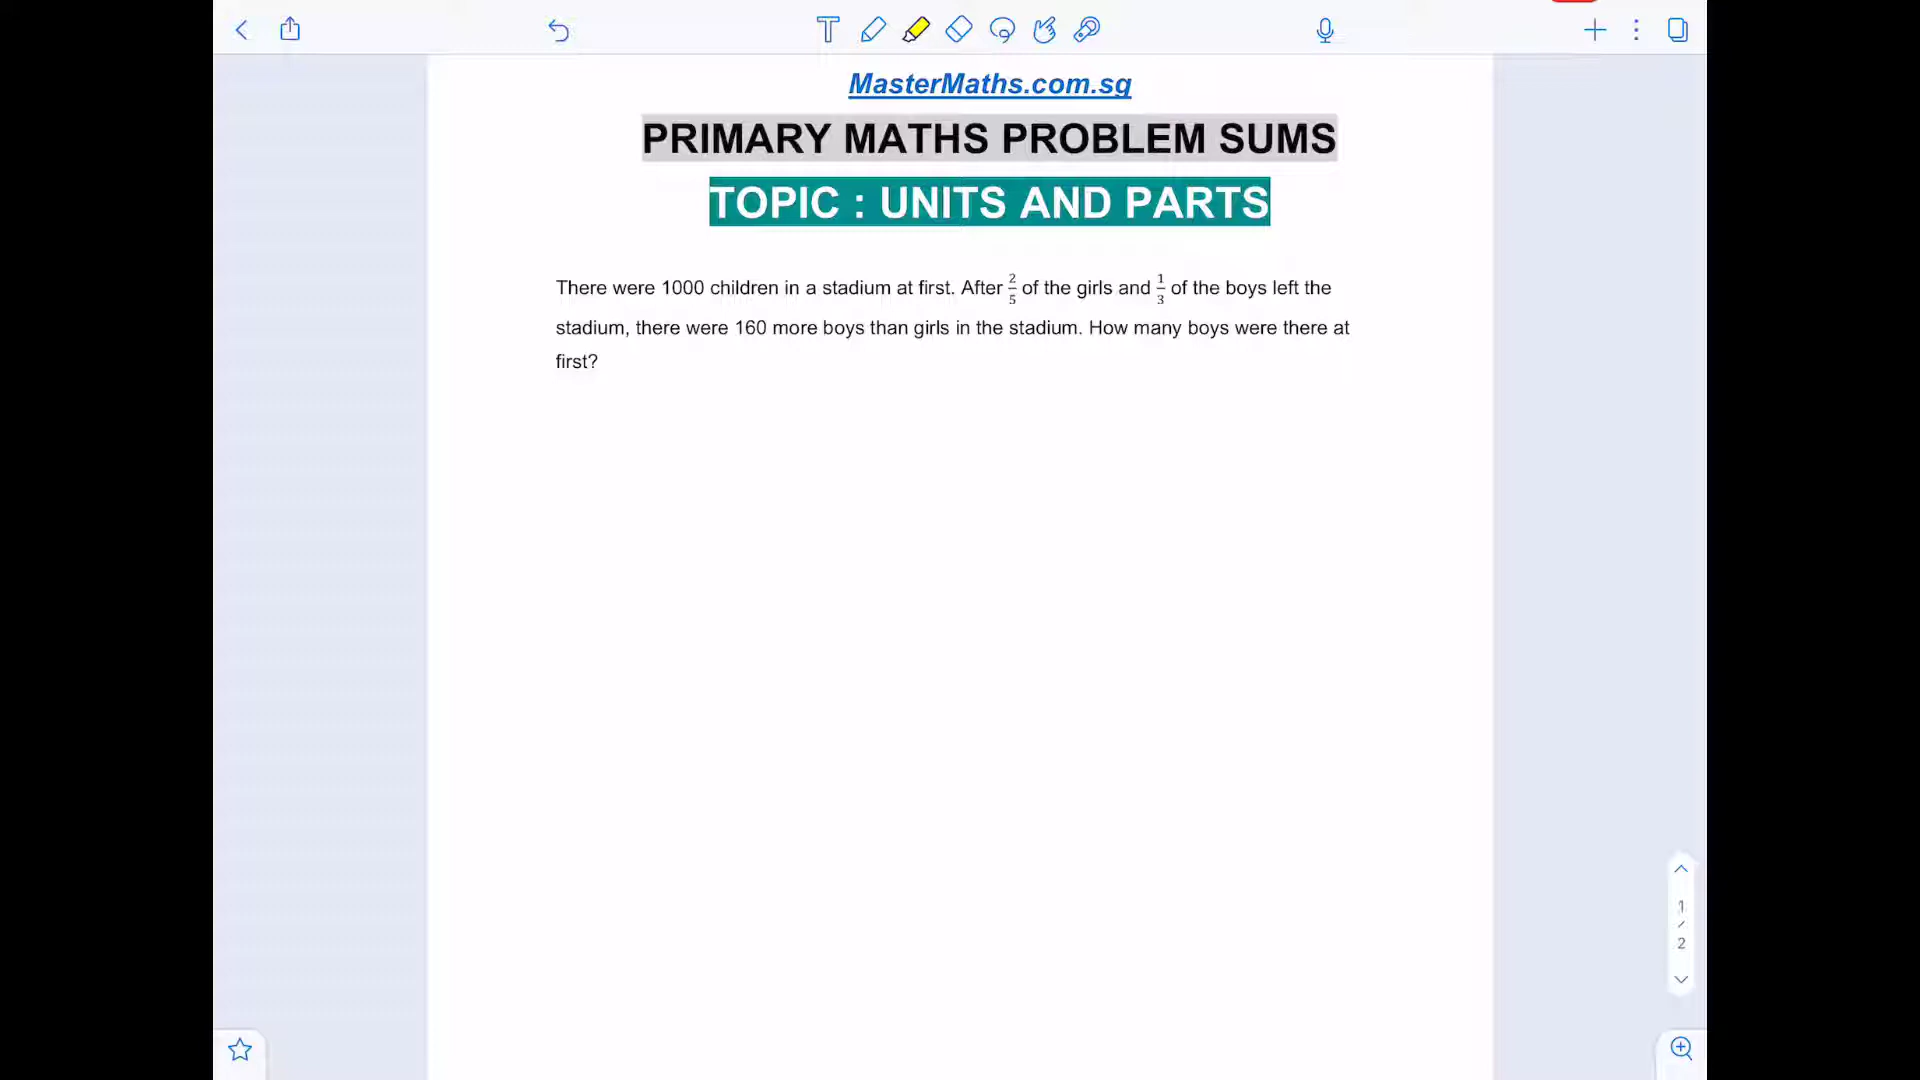 MasterMaths.com.sg
PRIMARY MATHS PROBLEM SUMS
TOPIC : UNITS AND PARTS
There were 1000 children in a stadium at first. After 2/5 of the girls and 1/3 of the boys left the
stadium, there were 160 more boys than girls in the stadium. How many boys were there at
first?
1
/
2